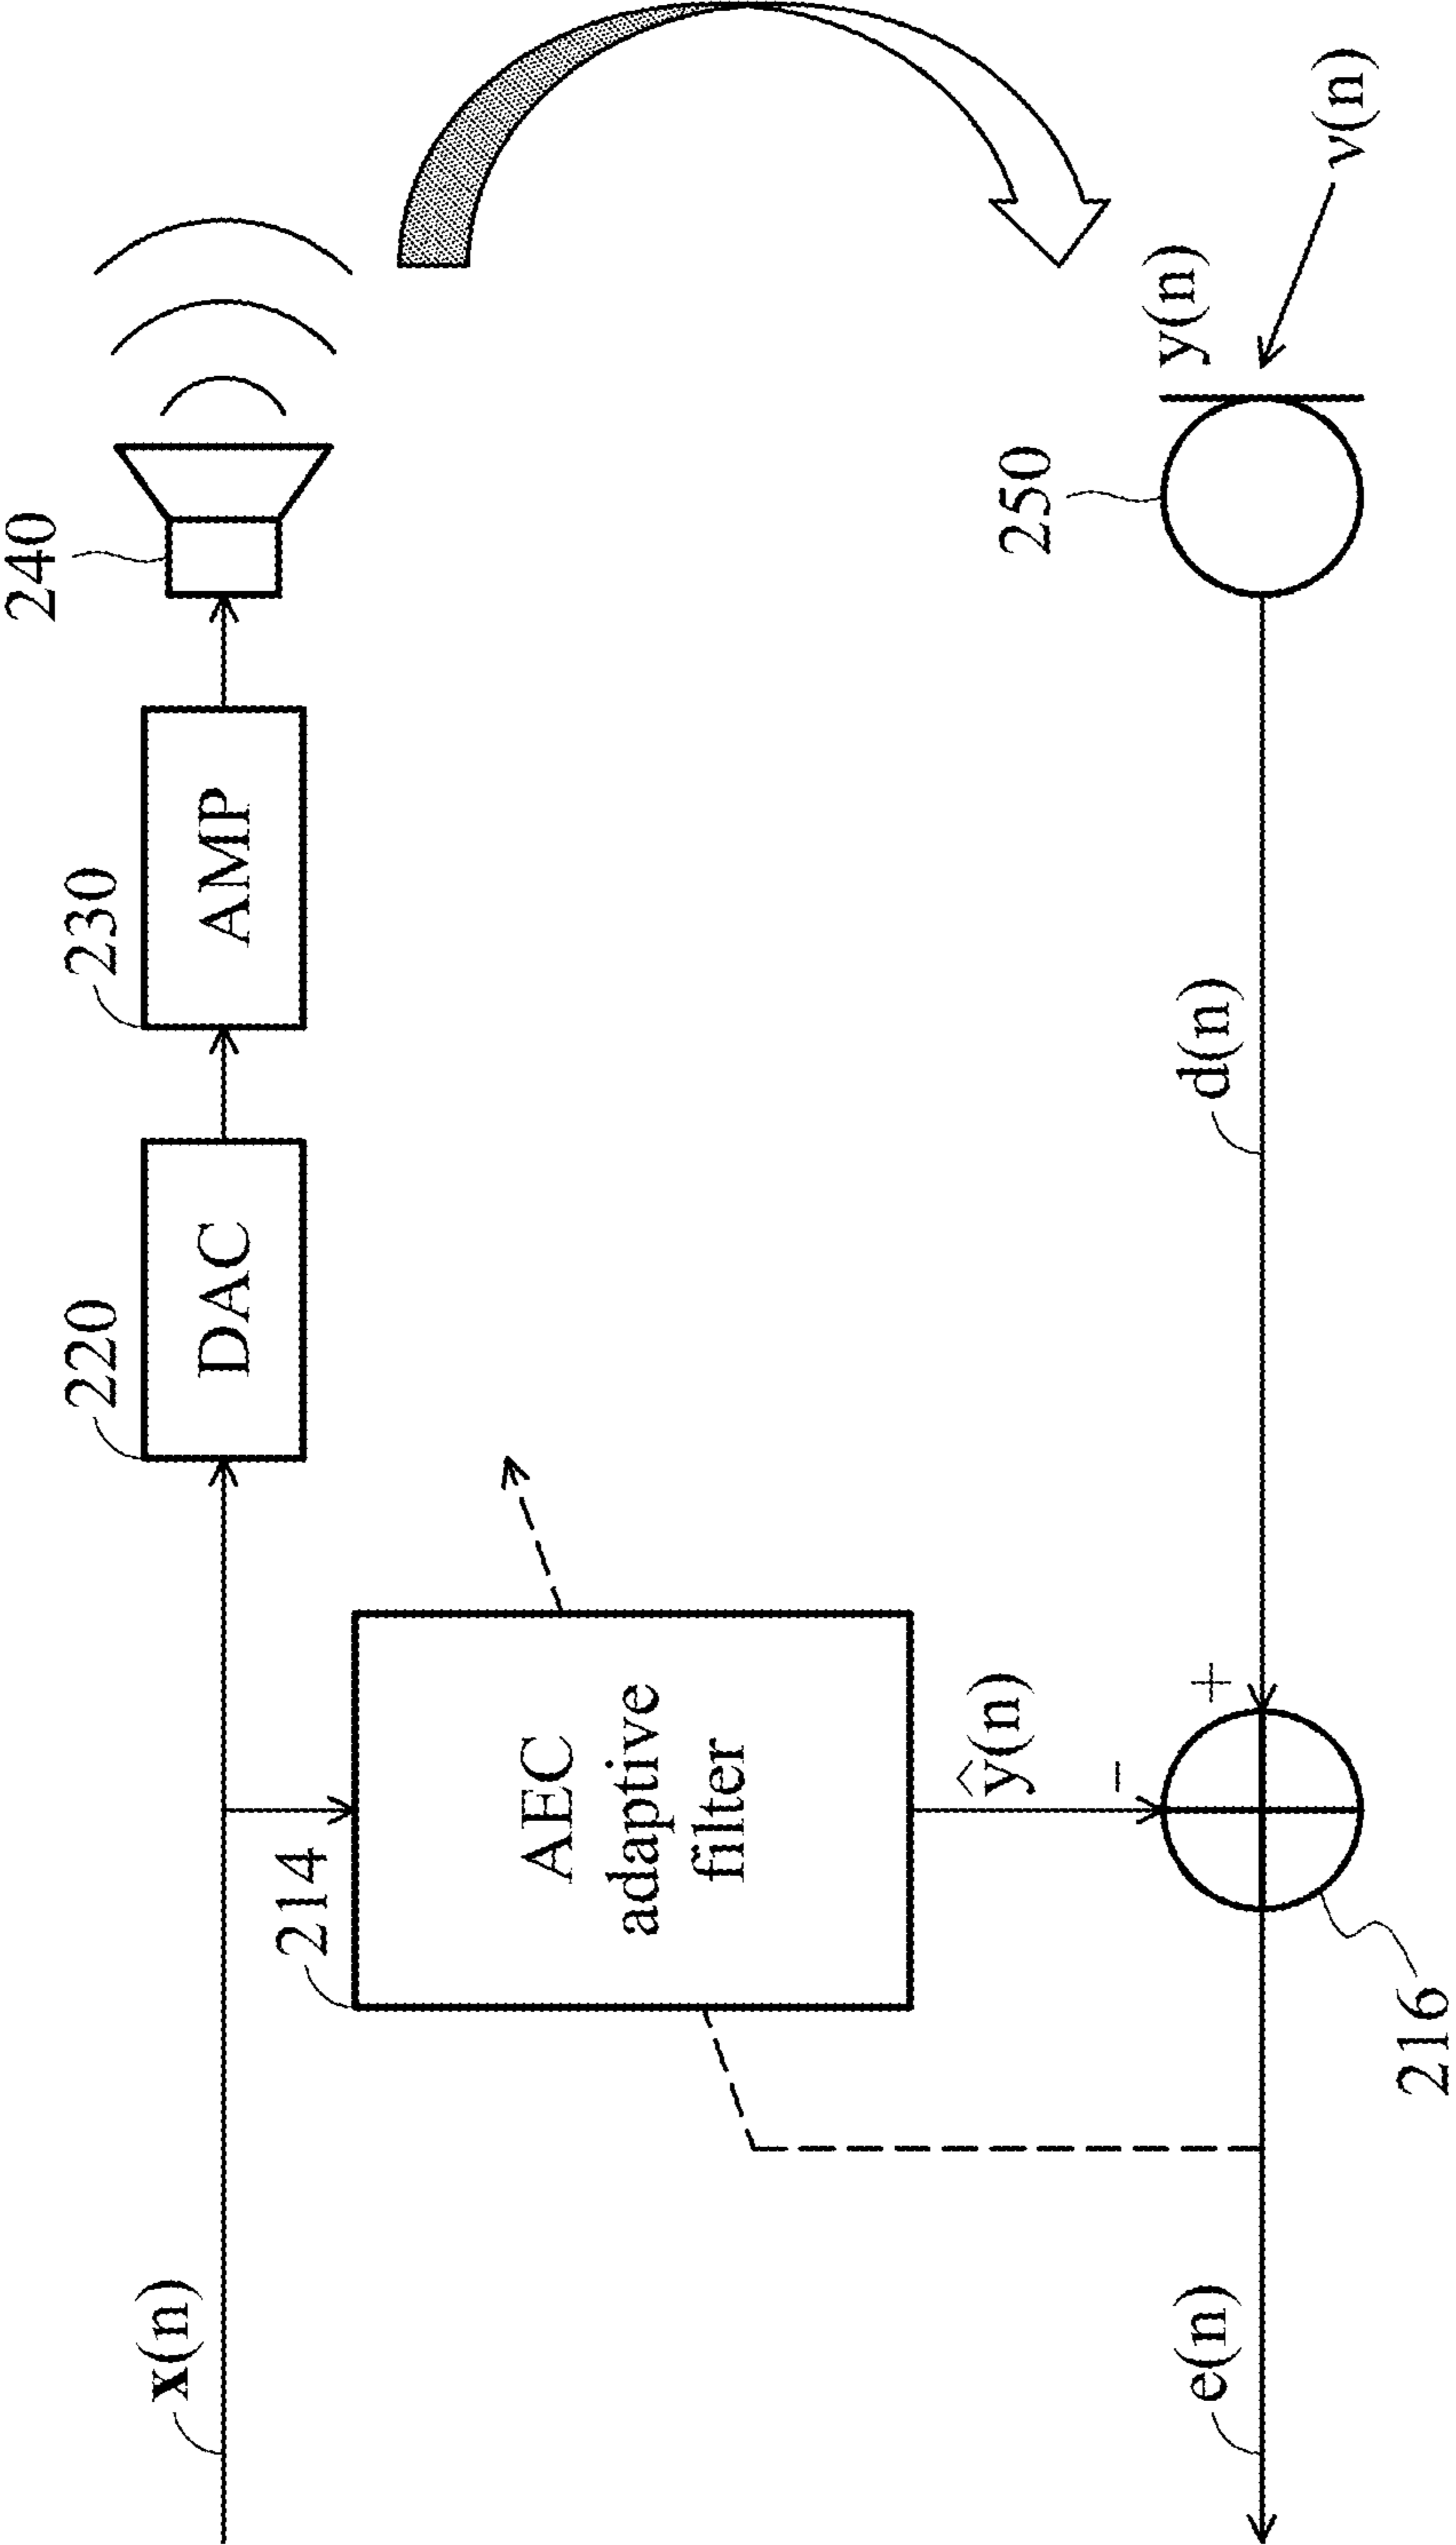 x(n)
220
DAC
230
AMP
240
214
AEC
adaptive
filter
ŷ(n)
−
+
e(n)
216
d(n)
250
y(n)
v(n)